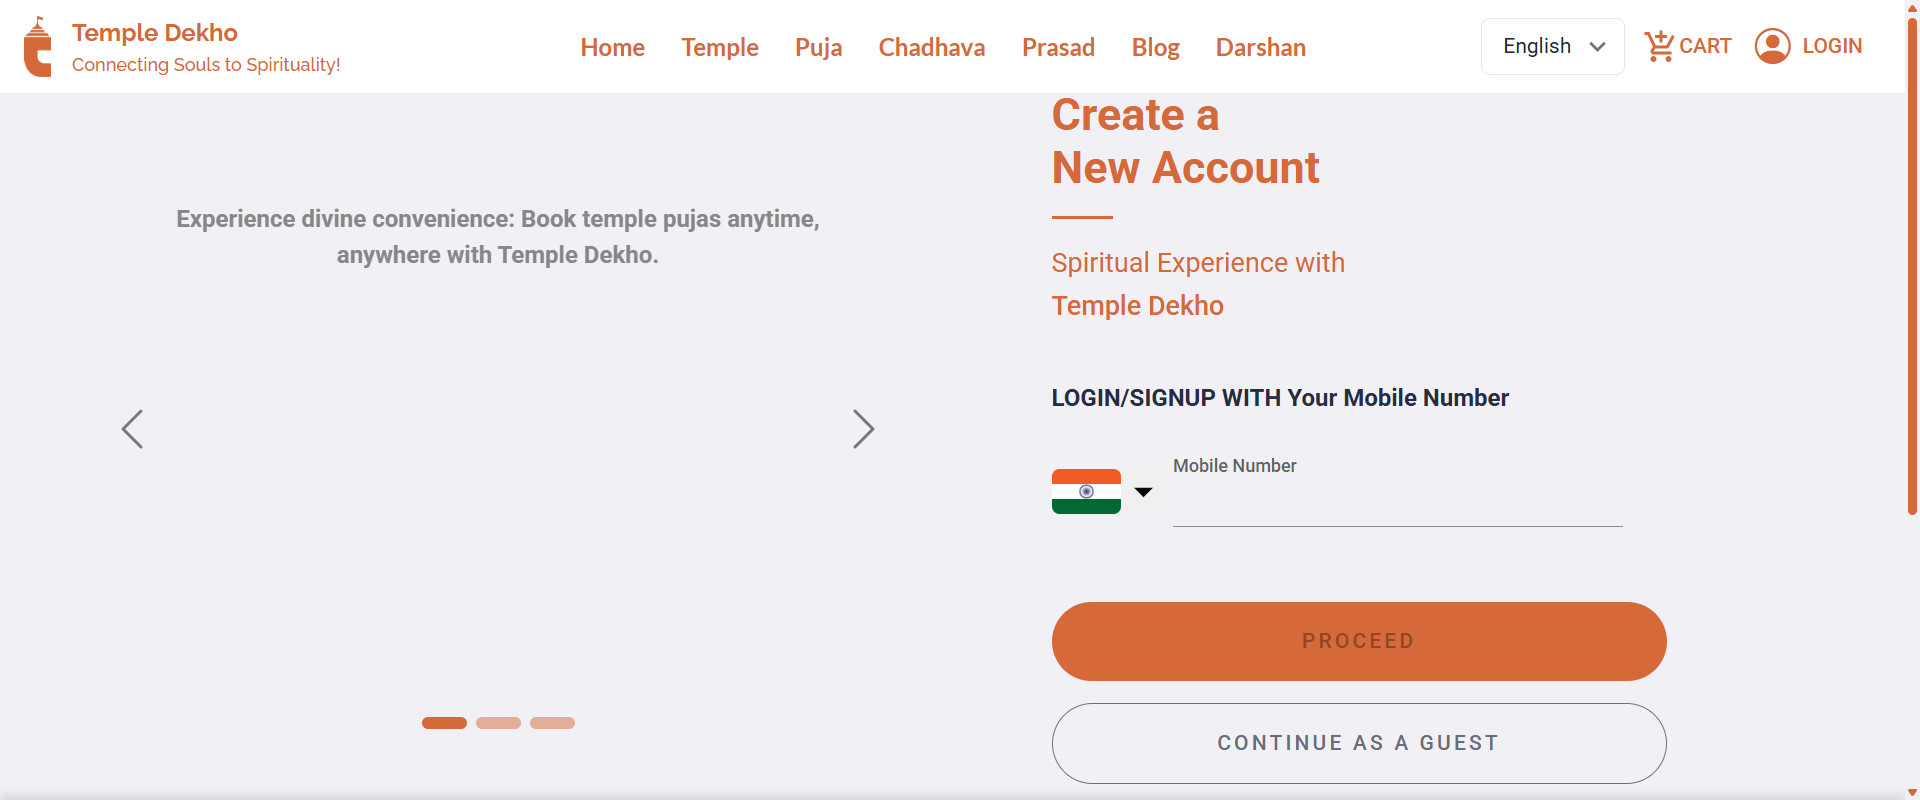 Temple Dekho
Connecting Souls to Spirituality!
Home
Temple
Puja
Chadhava
Prasad
Blog
Darshan
English
CART
LOGIN
Experience divine convenience: Book temple pujas anytime,
anywhere with Temple Dekho.
Create a
New Account
Spiritual Experience with
Temple Dekho
LOGIN/SIGNUP WITH Your Mobile Number
Mobile Number
PROCEED
CONTINUE AS A GUEST